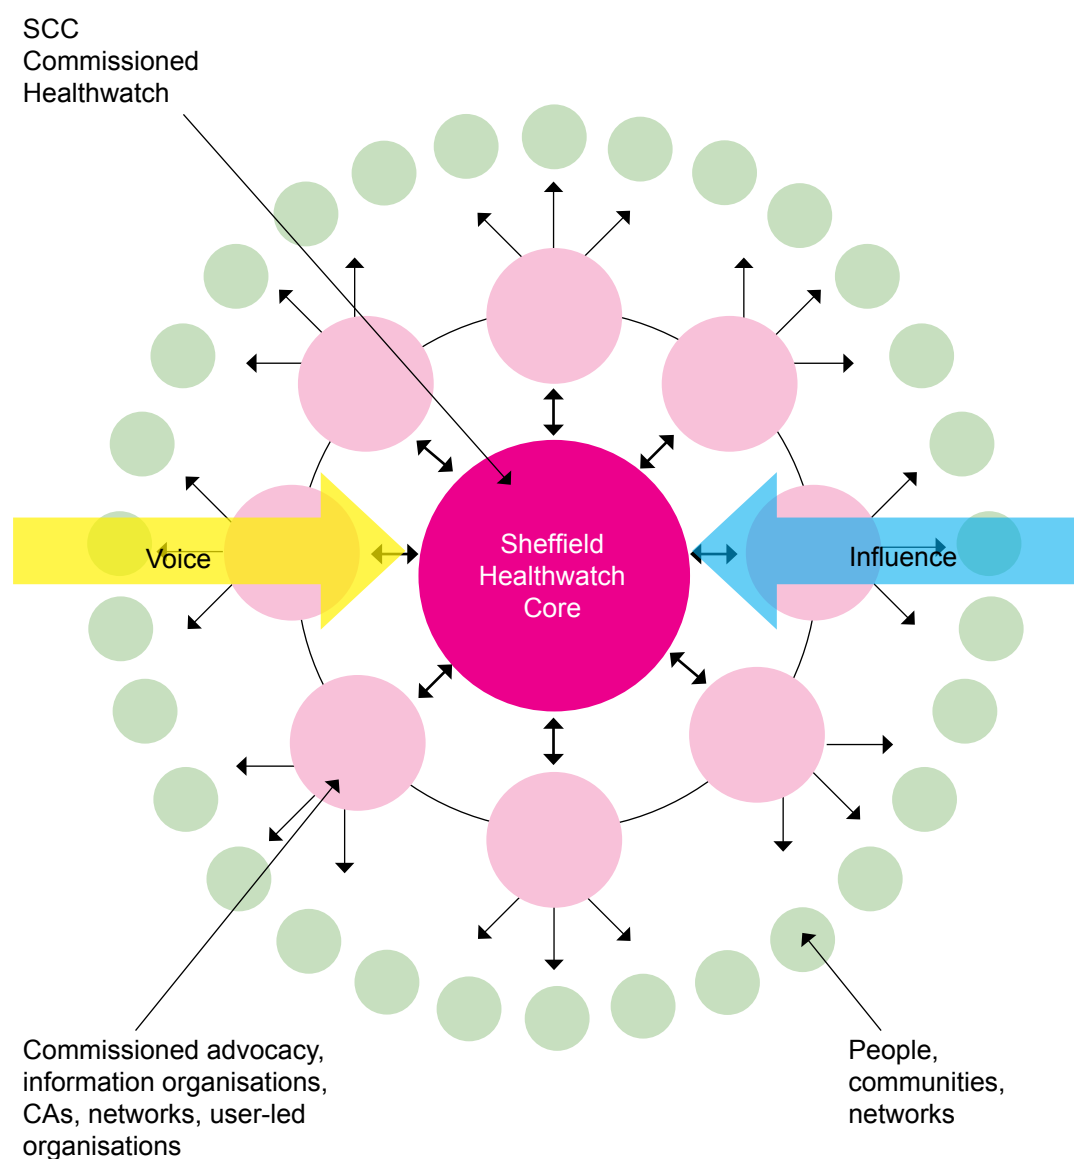 SCC
Commissioned
Healthwatch
Sheffield
Healthwatch
Core
Voice
Influence
Commissioned advocacy,
information organisations,
CAs, networks, user-led
organisations
People,
communities,
networks